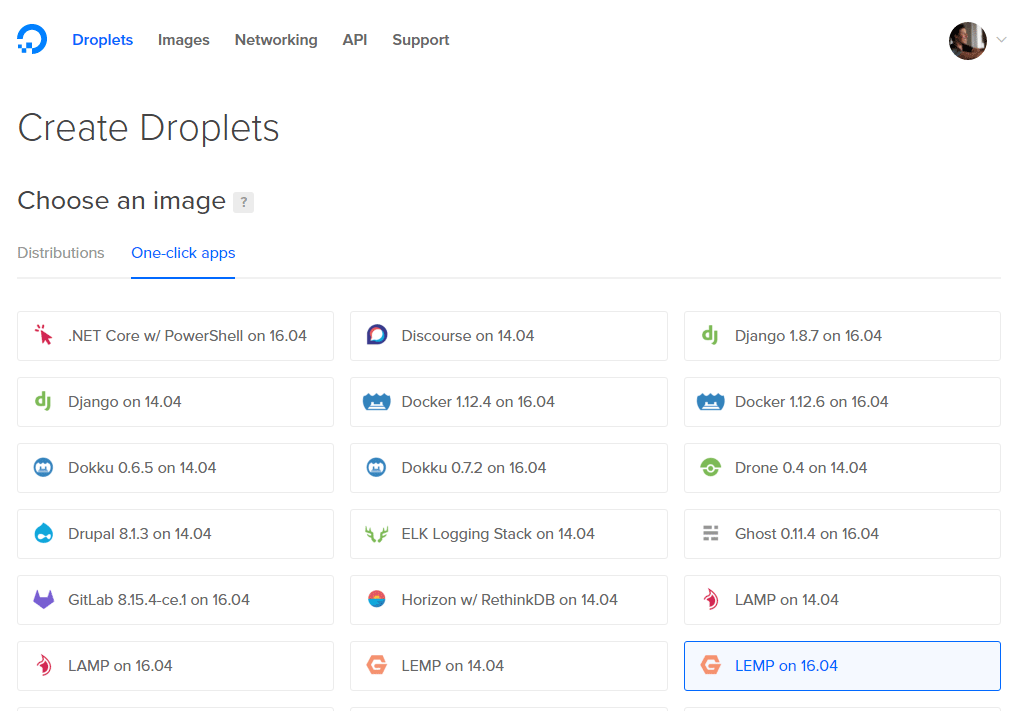 Droplets Images Networking API Support
Create Droplets
Choose an image ?
Distributions One-click apps
.NET Core w/ PowerShell on 16.04 Discourse on 14.04 Django 1.8.7 on 16.04
Django on 14.04 Docker 1.12.4 on 16.04 Docker 1.12.6 on 16.04
Dokku 0.6.5 on 14.04 Dokku 0.7.2 on 16.04 Drone 0.4 on 14.04
Drupal 8.1.3 on 14.04 ELK Logging Stack on 14.04 Ghost 0.11.4 on 16.04
GitLab 8.15.4-ce.1 on 16.04 Horizon w/ RethinkDB on 14.04 LAMP on 14.04
LAMP on 16.04 LEMP on 14.04 LEMP on 16.04